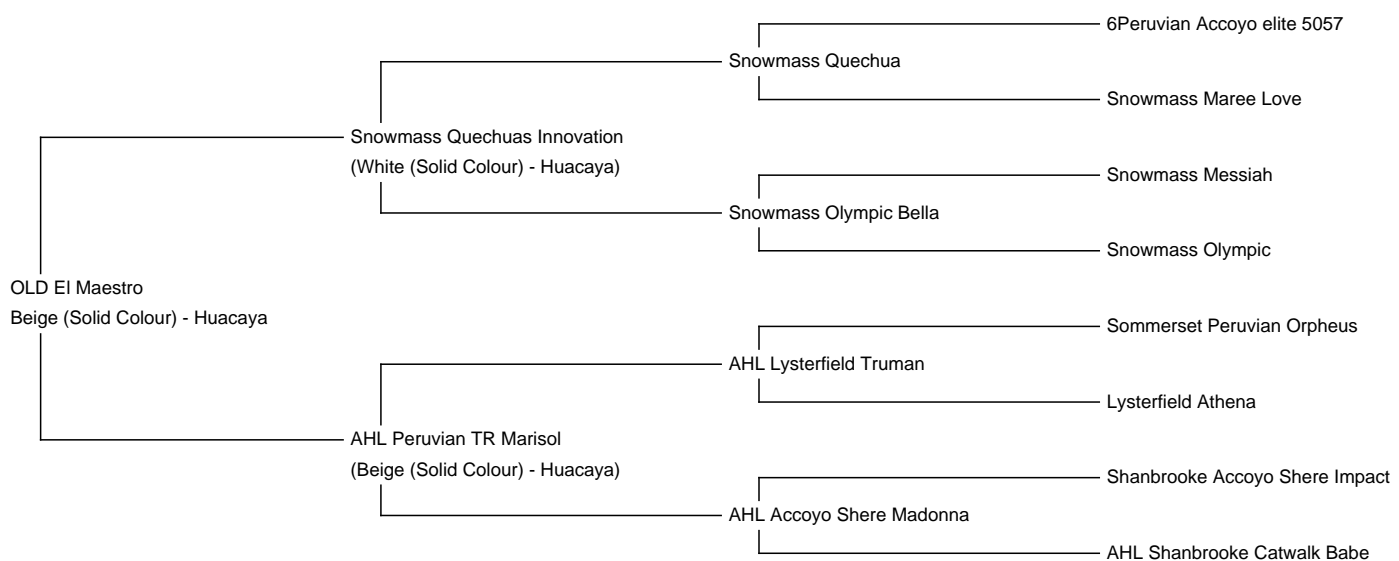 6Peruvian Accoyo elite 5057
Snowmass Quechua
Snowmass Maree Love
Snowmass Quechuas Innovation
(White (Solid Colour) - Huacaya)
Snowmass Messiah
Snowmass Olympic Bella
Snowmass Olympic
OLD El Maestro
Beige (Solid Colour) - Huacaya
Sommerset Peruvian Orpheus
AHL Lysterfield Truman
Lysterfield Athena
AHL Peruvian TR Marisol
(Beige (Solid Colour) - Huacaya)
Shanbrooke Accoyo Shere Impact
AHL Accoyo Shere Madonna
AHL Shanbrooke Catwalk Babe